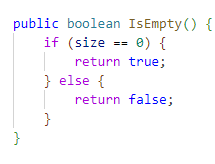 public boolean IsEmpty() {
    if (size == 0) {
        return true;
    } else {
        return false;
    }
}